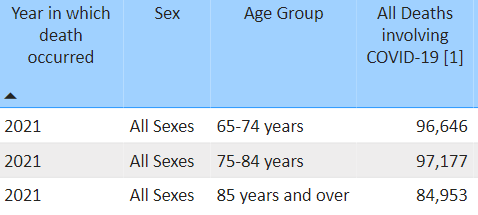 Year in which death occurred Sex Age Group All Deaths involving COVID-19 [1]
2021 All Sexes 65-74 years 96,646
2021 All Sexes 75-84 years 97,177
2021 All Sexes 85 years and over 84,953